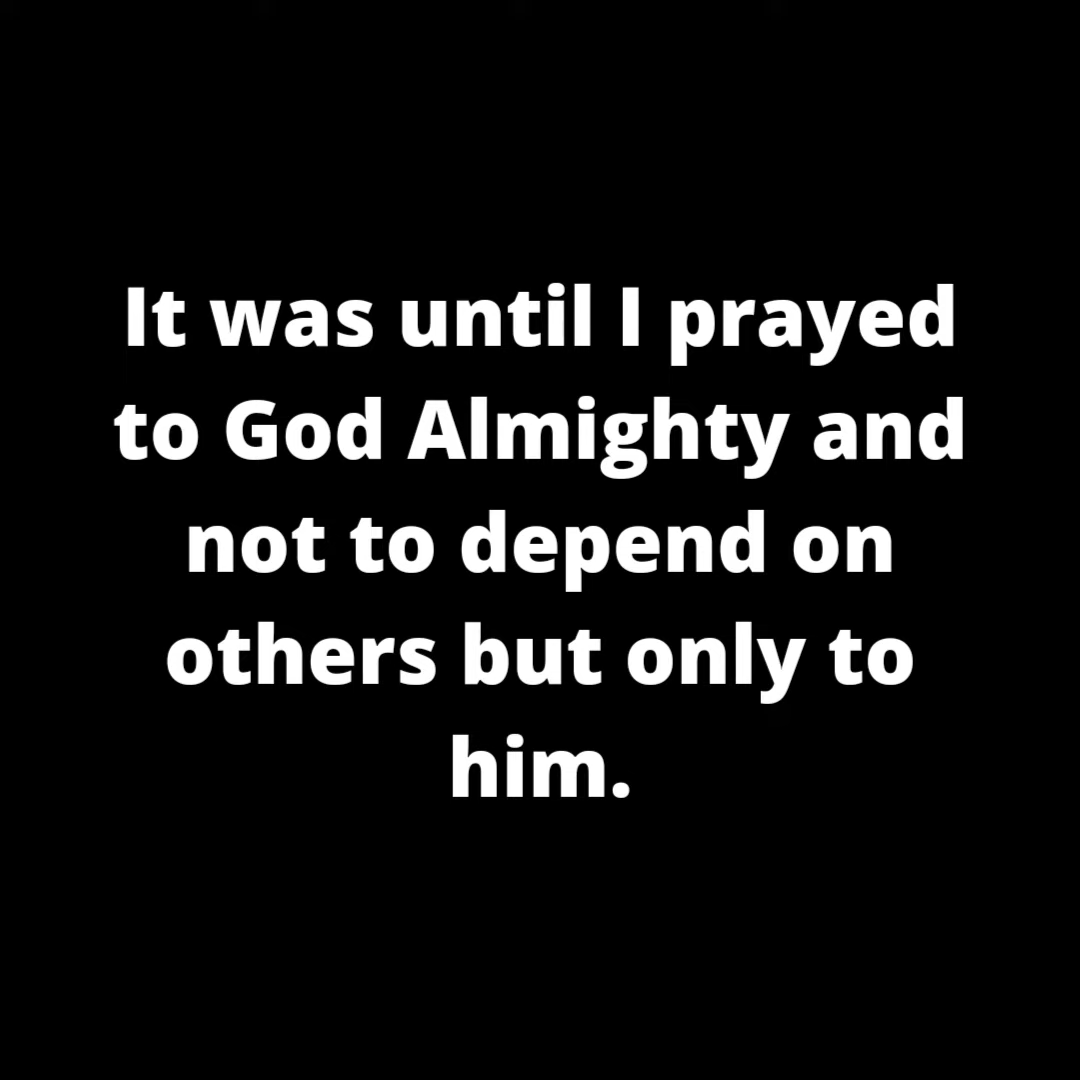 It was until I prayed
to God Almighty and
not to depend on
others but only to
him.